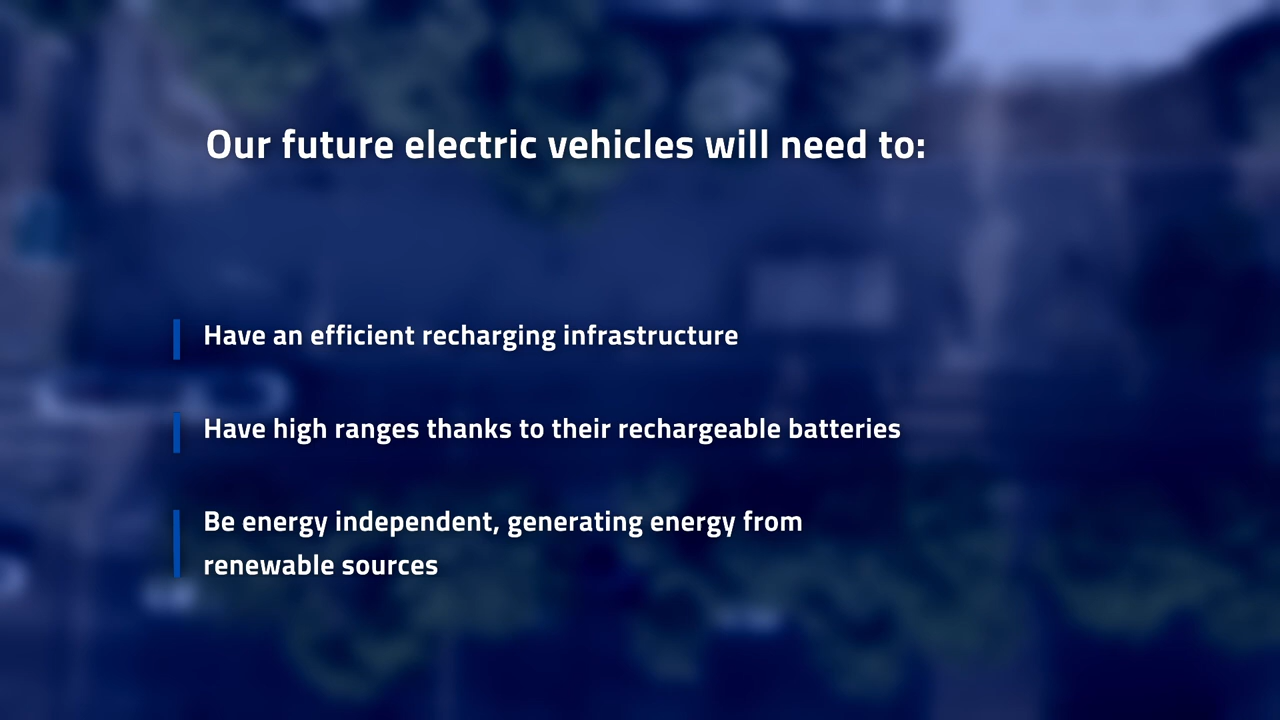 Our future electric vehicles will need to:
Have an efficient recharging infrastructure
Have high ranges thanks to their rechargeable batteries
Be energy independent, generating energy from
renewable sources